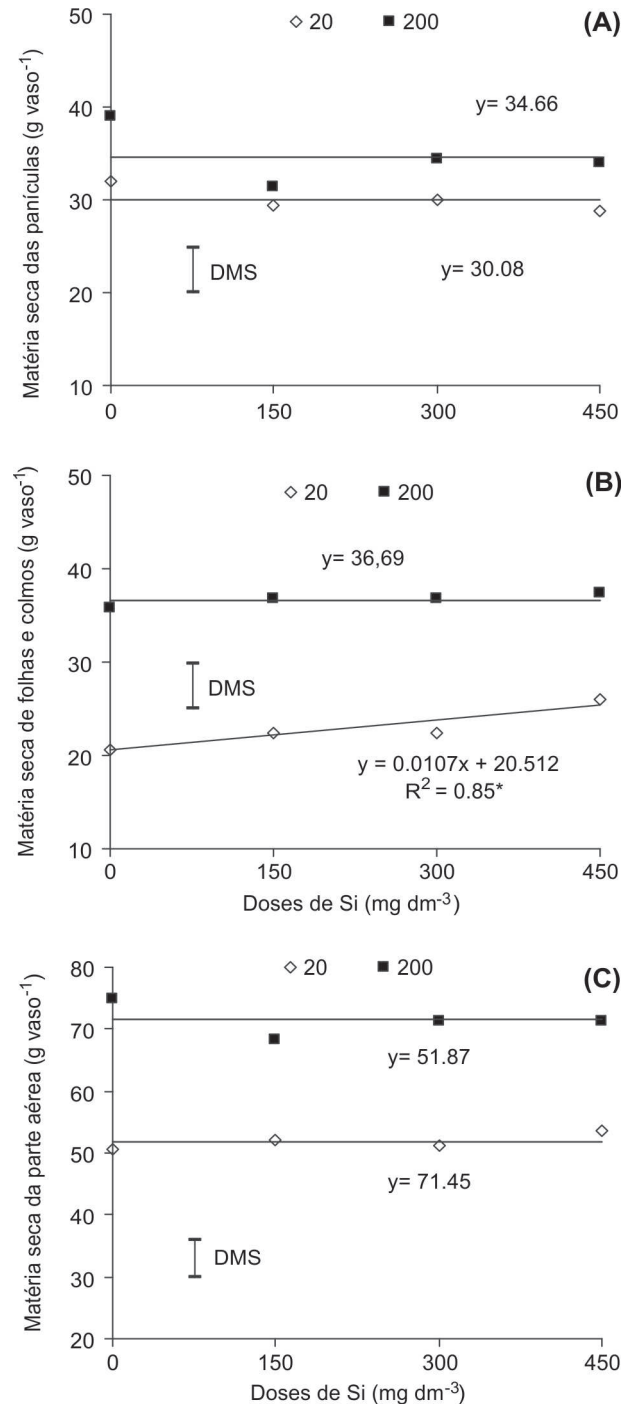 (A)
20 200
50
40
30
20
10
Matéria seca das panículas (g vaso-1)
y= 34.66
DMS
y= 30.08
0 150 300 450
(B)
20 200
50
40
30
20
10
Matéria seca de folhas e colmos (g vaso-1)
y= 36,69
DMS
y = 0.0107x + 20.512
R2 = 0.85*
0 150 300 450
Doses de Si (mg dm-3)
(C)
20 200
80
70
60
50
40
30
20
Matéria seca da parte aérea (g vaso-1)
y= 51.87
y= 71.45
DMS
0 150 300 450
Doses de Si (mg dm-3)